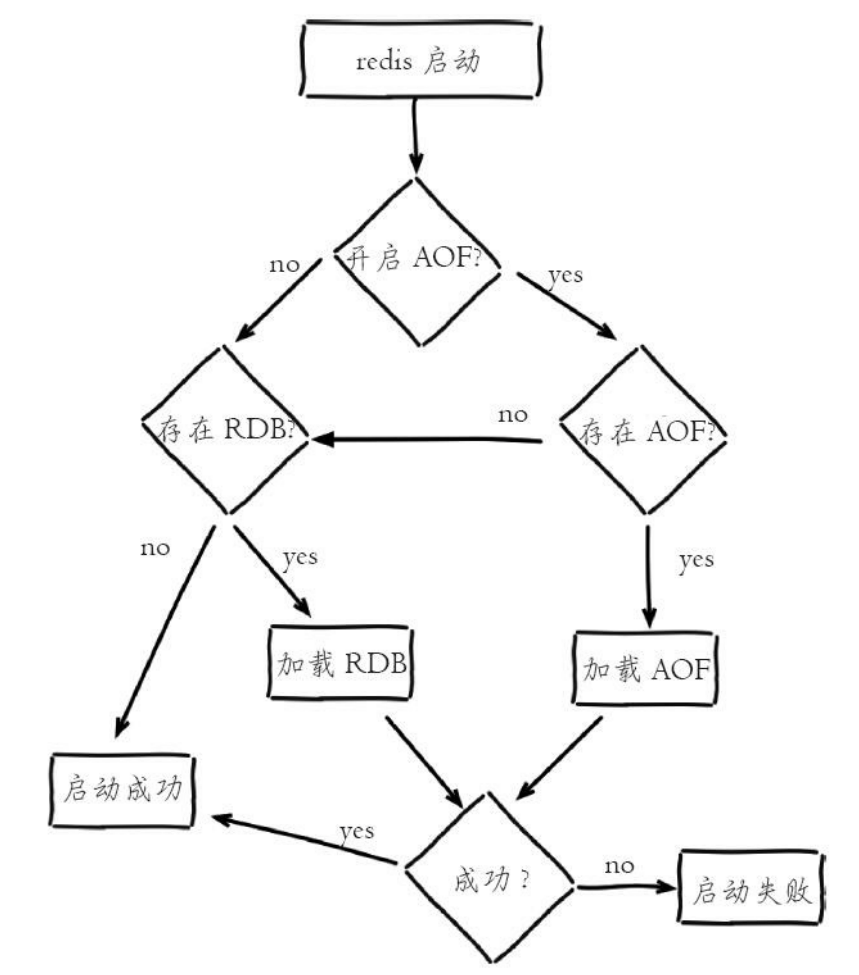 redis 启动
开启 AOF?
no
yes
存在 RDB?
no
存在 AOF?
no
yes
yes
加载 RDB
加载 AOF
启动成功
yes
成功?
no
启动失败